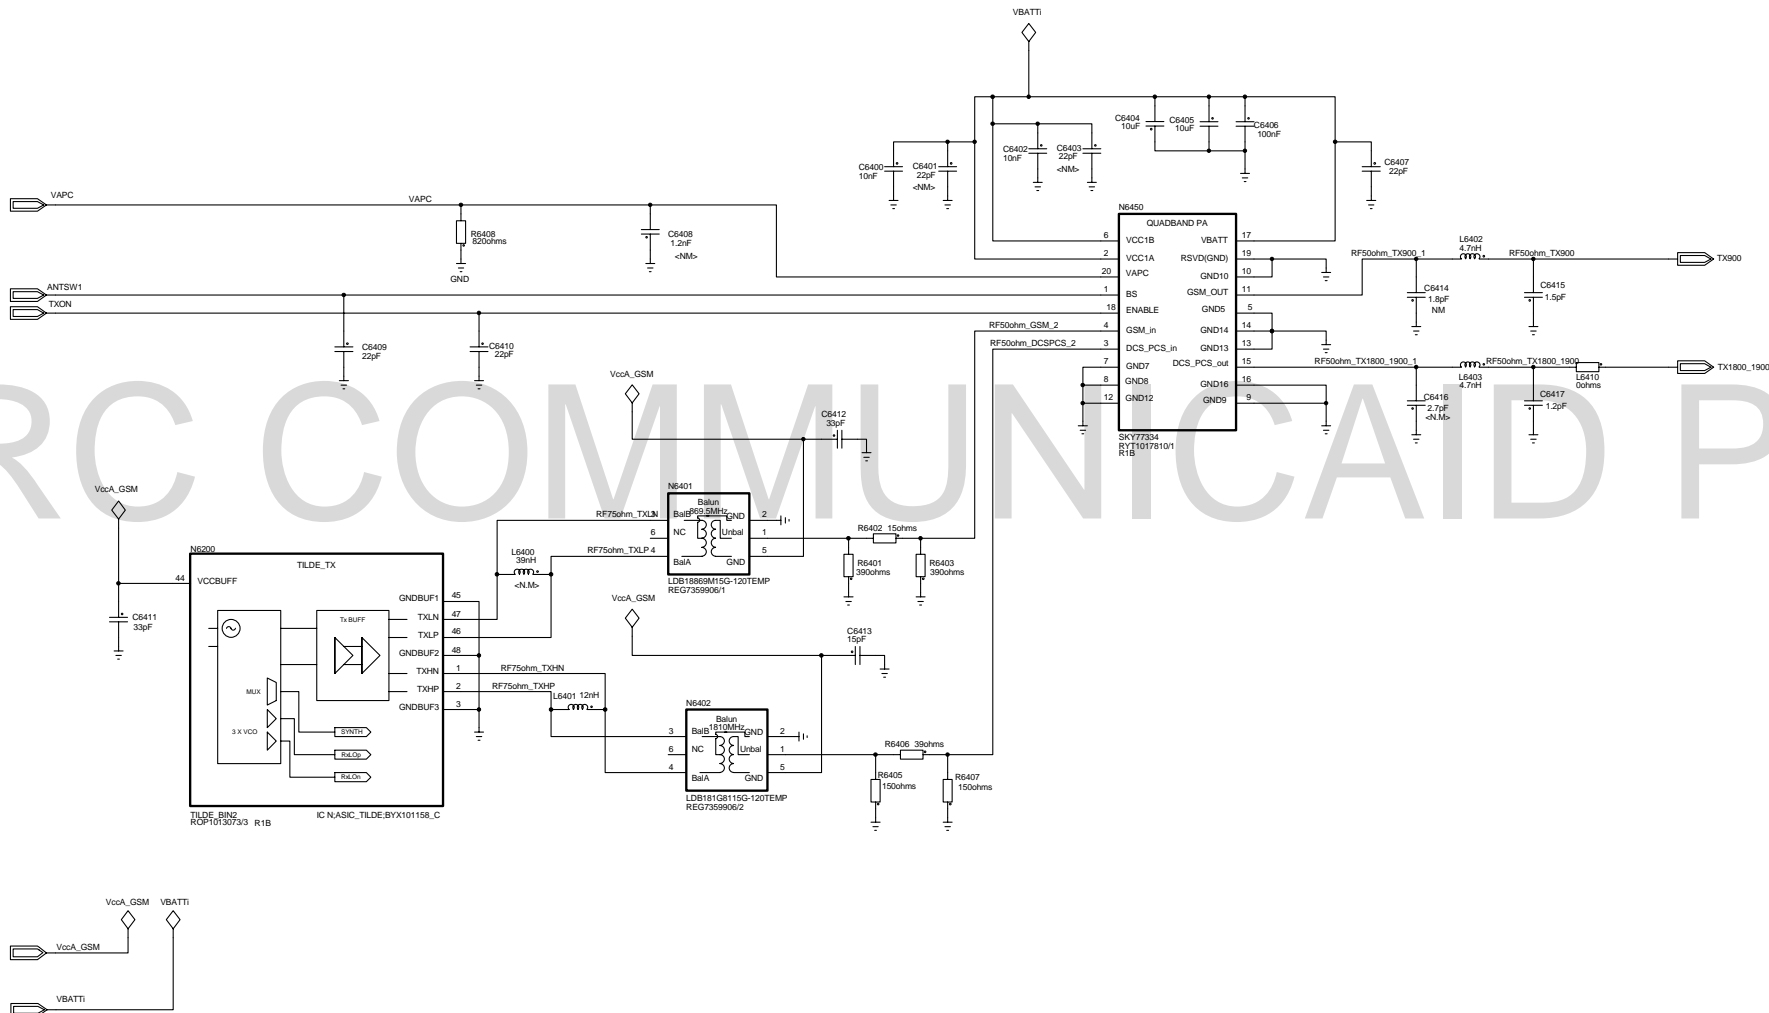 VBATTi
C6404
10uF
C6405
10uF
C6406
100nF
C6400
10nF
C6401
22pF
<NM>
C6402
10nF
C6403
22pF
<NM>
C6407
22pF
VAPC
VAPC
R6408
820ohms
GND
C6408
1.2nF
<NM>
N6450
QUADBAND PA
6 VCC1B VBATT 17
2 VCC1A RSVD(GND) 19
20 VAPC GND10 10
1 BS GSM_OUT 11
18 ENABLE GND5 5
4 GSM_in GND14 14
3 DCS_PCS_in GND13 13
7 GND7 DCS_PCS_out 15
8 GND8 GND16 16
12 GND12 GND9 9
SKY77334
RYT1017810/1
R1B
ANTSW1
TXON
C6409
22pF
C6410
22pF
RF50ohm_GSM_2
RF50ohm_DCSPCS_2
RF50ohm_TX900_1
L6402
4.7nH
RF50ohm_TX900
TX900
C6414
1.8pF
NM
C6415
1.5pF
RF50ohm_TX1800_1900_1
L6403
4.7nH
RF50ohm_TX1800_1900
L6410
0ohms
TX1800_1900
C6416
2.7pF
<N.M>
C6417
1.2pF
RC COMMUNICAID P
VccA_GSM
C6412
33pF
VccA_GSM
C6411
33pF
N6401
Balun
869.5MHz
RF75ohm_TXLN 3 BalB GND 2
6 NC Unbal 1
RF75ohm_TXLP 4 BalA GND 5
LDB18869M15G-120TEMP
REG7359906/1
L6400
39nH
<N.M>
R6402 15ohms
R6401
390ohms
R6403
390ohms
N6200
TILDE_TX
44 VCCBUFF
GNDBUF1 45
TXLN 47
TXLP 46
GNDBUF2 48
TXHN 1
TXHP 2
GNDBUF3 3
Tx BUFF
MUX
3 X VCO
SYNTH
RxLOp
RxLOn
TILDE_BIN2
ROP1013073/3 R1B
IC N;ASIC_TILDE;BYX101158_C
RF75ohm_TXHN
RF75ohm_TXHP
L6401 12nH
VccA_GSM
C6413
15pF
N6402
Balun
1810MHz
3 BalB GND 2
6 NC Unbal 1
4 BalA GND 5
LDB181G8115G-120TEMP
REG7359906/2
R6406 39ohms
R6405
150ohms
R6407
150ohms
VccA_GSM
VBATTi
VccA_GSM
VBATTi